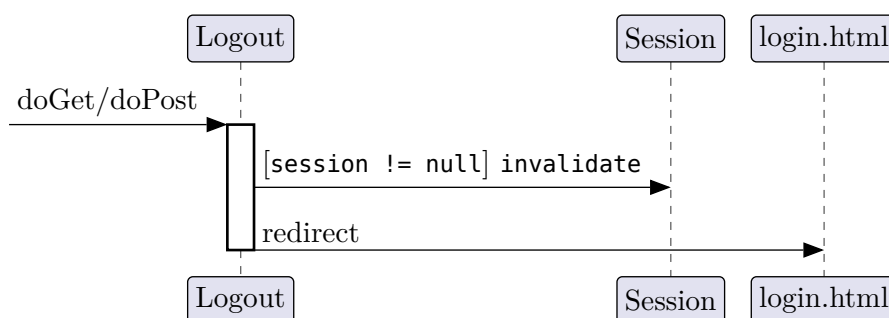 Logout Session login.html
doGet/doPost
[session != null] invalidate
redirect
Logout Session login.html